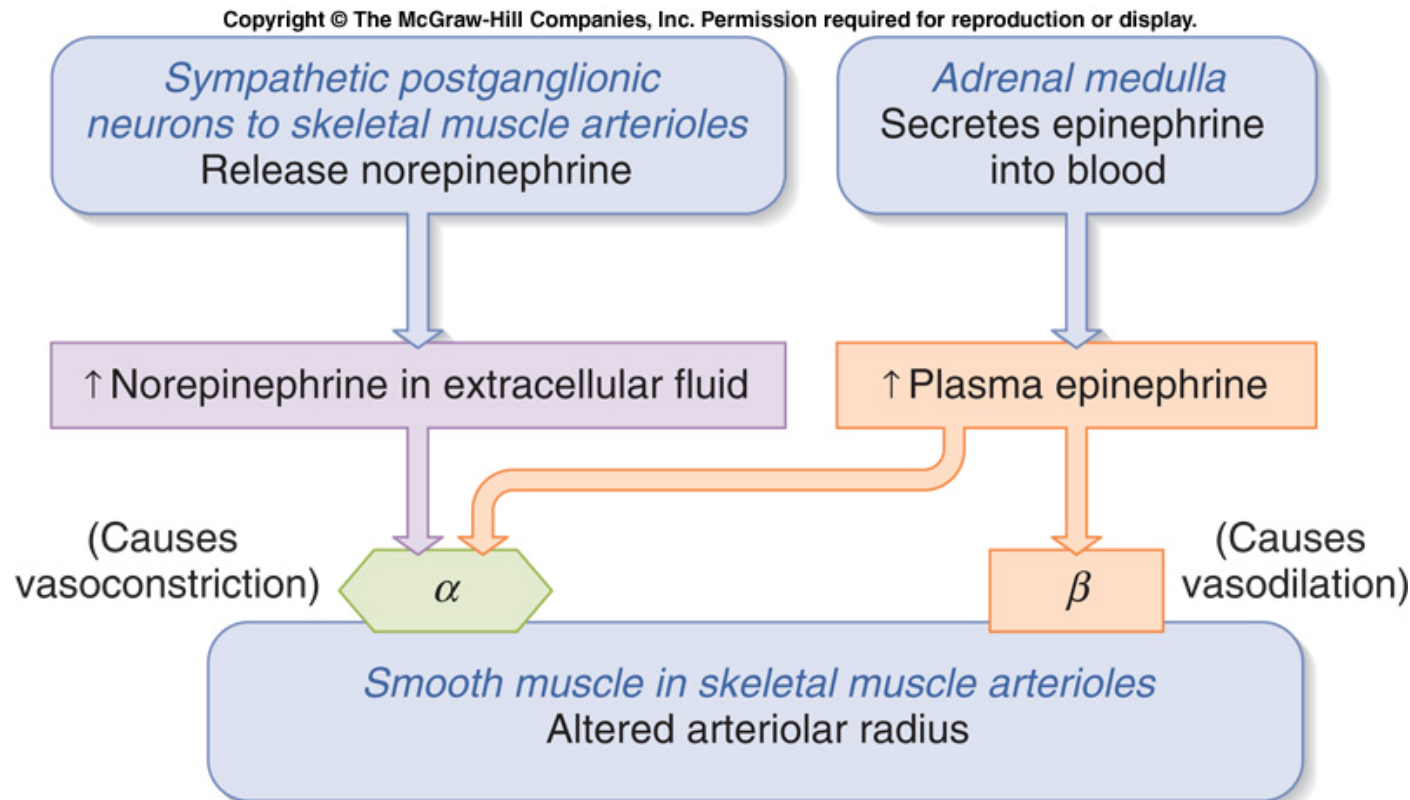 Copyright © The McGraw-Hill Companies, Inc. Permission required for reproduction or display.
Sympathetic postganglionic
neurons to skeletal muscle arterioles
Release norepinephrine
Adrenal medulla
Secretes epinephrine
into blood
↑ Norepinephrine in extracellular fluid
↑ Plasma epinephrine
(Causes
vasoconstriction)
α
β
(Causes
vasodilation)
Smooth muscle in skeletal muscle arterioles
Altered arteriolar radius